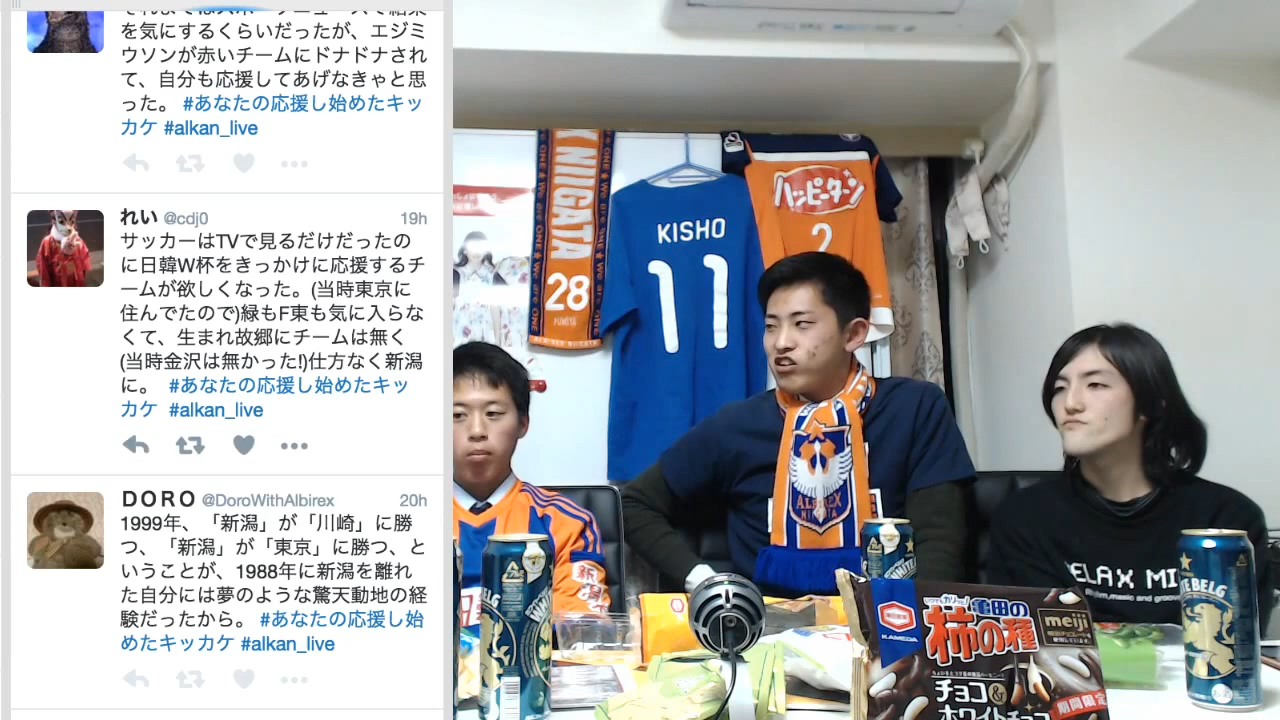 を気にするくらいだったが、エジミ
ウソンが赤いチームにドナドナされ
て、自分も応援してあげなきゃと思
った。 #あなたの応援し始めたキッ
カケ #alkan_live
れい @cdj0 19h
サッカーはTVで見るだけだったの
に日韓W杯をきっかけに応援するチ
ームが欲しくなった。(当時東京に
住んでたので)緑もF東も気に入らな
くて、生まれ故郷にチームは無く
(当時金沢は無かった!)仕方なく新潟
に。 #あなたの応援し始めたキッ
カケ #alkan_live
DORO @DoroWithAlbirex 20h
1999年、「新潟」が「川崎」に勝
つ、「新潟」が「東京」に勝つ、と
いうことが、1988年に新潟を離れ
た自分には夢のような驚天動地の経
験だったから。 #あなたの応援し始
めたキッカケ #alkan_live
NIIGATA
28
KISHO
11
ハッピーターン
2
ALBIREX
NIIGATA
新潟
RELAX MI
亀田の
柿の種
KAMEDA
meiji
チョコ&
ホワイトチョコ
期間限定